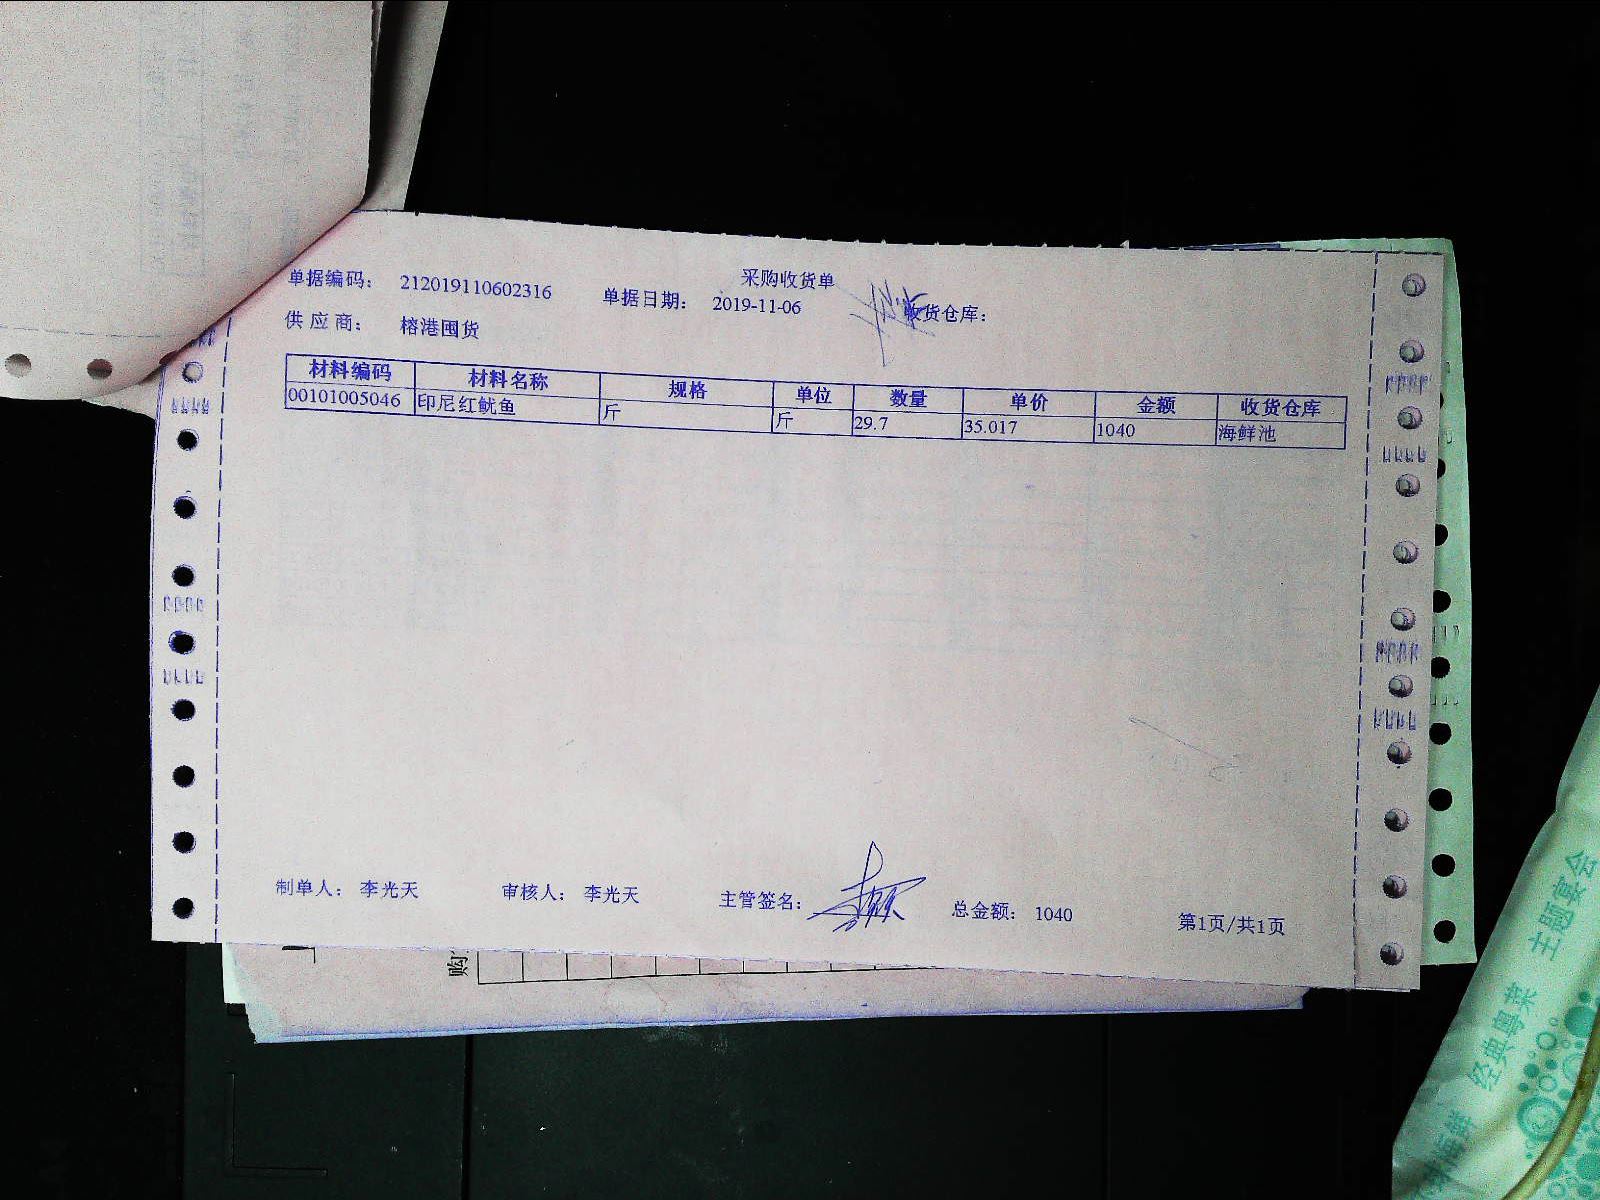 采购收货单
单据编码： 212019110602316 单据日期： 2019-11-06 收货仓库：
供应商： 榕港囤货
材料编码 材料名称 规格 单位 数量 单价 金额 收货仓库
00101005046 印尼红鱿鱼 斤 斤 29.7 35.017 1040 海鲜池
制单人： 李光天 审核人： 李光天 主管签名： 总金额： 1040 第1页/共1页
购
经典粤菜 主题宴会